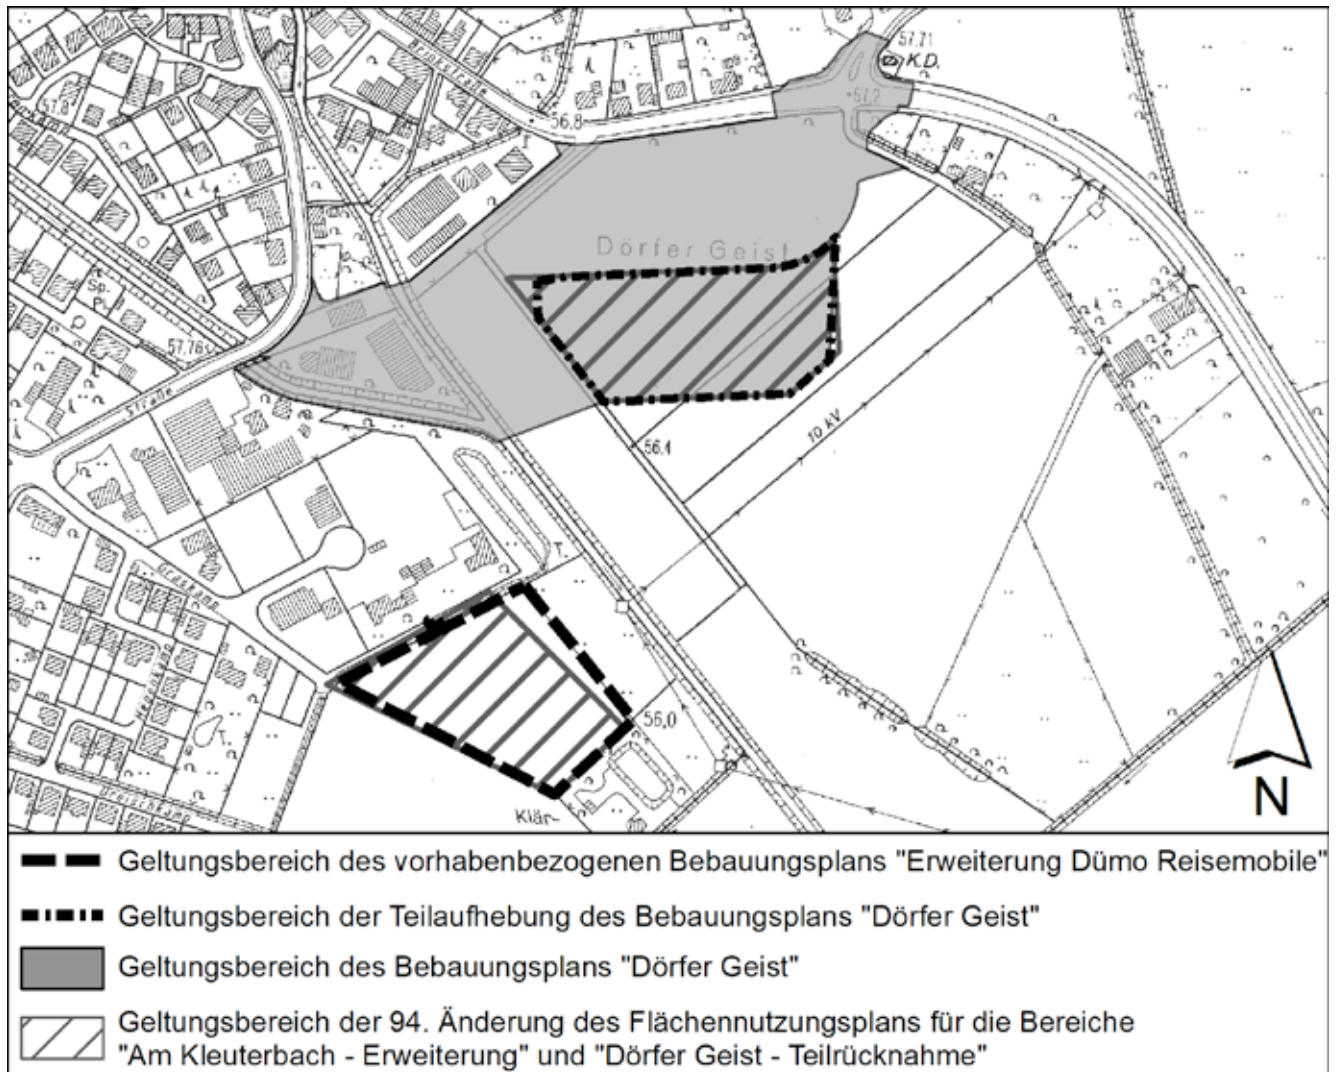 57,71
K.D.
Brinkstraße
57,2
57,8
56,8
Dörfer Geist
Sp.
Pl.
57,76
Straße
10 kV
56,4
T.
T.
56,0
Klär-
N
Geltungsbereich des vorhabenbezogenen Bebauungsplans "Erweiterung Dümo Reisemobile"
Geltungsbereich der Teilaufhebung des Bebauungsplans "Dörfer Geist"
Geltungsbereich des Bebauungsplans "Dörfer Geist"
Geltungsbereich der 94. Änderung des Flächennutzungsplans für die Bereiche
"Am Kleuterbach - Erweiterung" und "Dörfer Geist - Teilrücknahme"